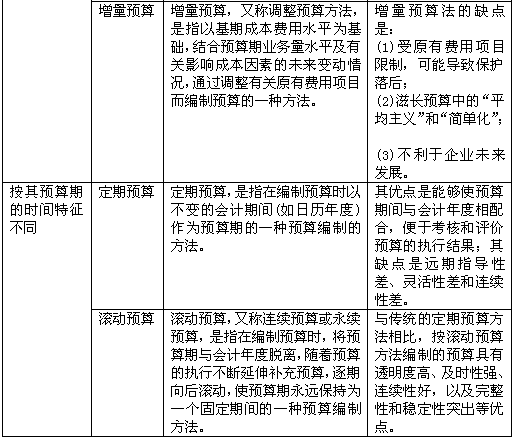 增量预算
增量预算，又称调整预算方法，
是指以基期成本费用水平为基
础，结合预算期业务量水平及有
关影响成本因素的未来变动情
况，通过调整有关原有费用项目
而编制预算的一种方法。
增量预算法的缺点
是：
(1)受原有费用项目
限制，可能导致保护
落后；
(2)滋长预算中的“平
均主义”和“简单化”；
(3)不利于企业未来
发展。
按其预算期
的时间特征
不同
定期预算
定期预算，是指在编制预算时以
不变的会计期间(如日历年度)
作为预算期的一种预算编制的
方法。
其优点是能够使预算
期间与会计年度相配
合，便于考核和评价
预算的执行结果；其
缺点是远期指导性
差、灵活性差和连续
性差。
滚动预算
滚动预算，又称连续预算或永续
预算，是指在编制预算时，将预
算期与会计年度脱离，随着预算
的执行不断延伸补充预算，逐期
向后滚动，使预算期永远保持为
一个固定期间的一种预算编制
方法。
与传统的定期预算方
法相比，按滚动预算
方法编制的预算具有
透明度高、及时性强、
连续性好，以及完整
性和稳定性突出等优
点。